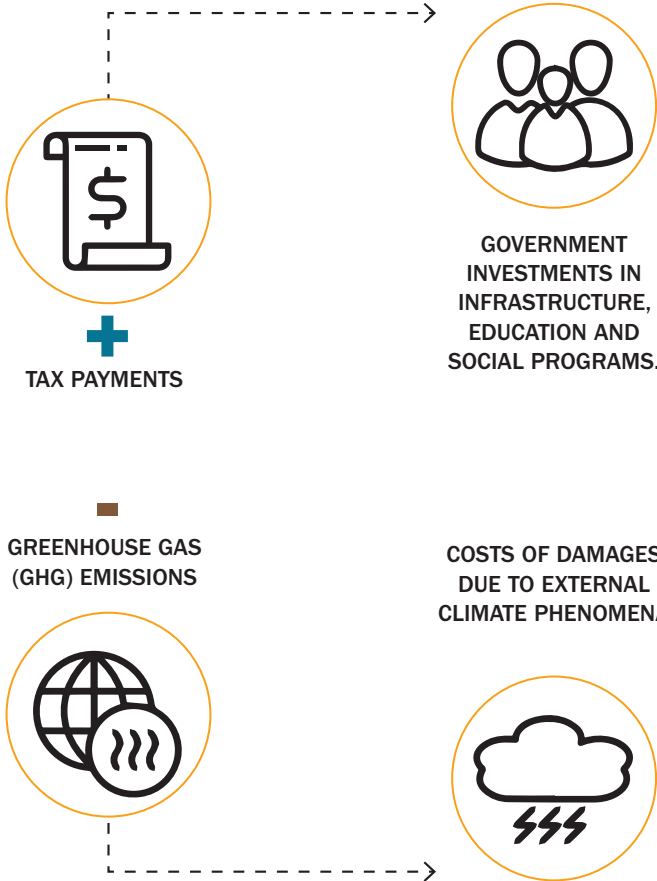 TAX PAYMENTS
GOVERNMENT
INVESTMENTS IN
INFRASTRUCTURE,
EDUCATION AND
SOCIAL PROGRAMS.
GREENHOUSE GAS
(GHG) EMISSIONS
COSTS OF DAMAGES
DUE TO EXTERNAL
CLIMATE PHENOMENA